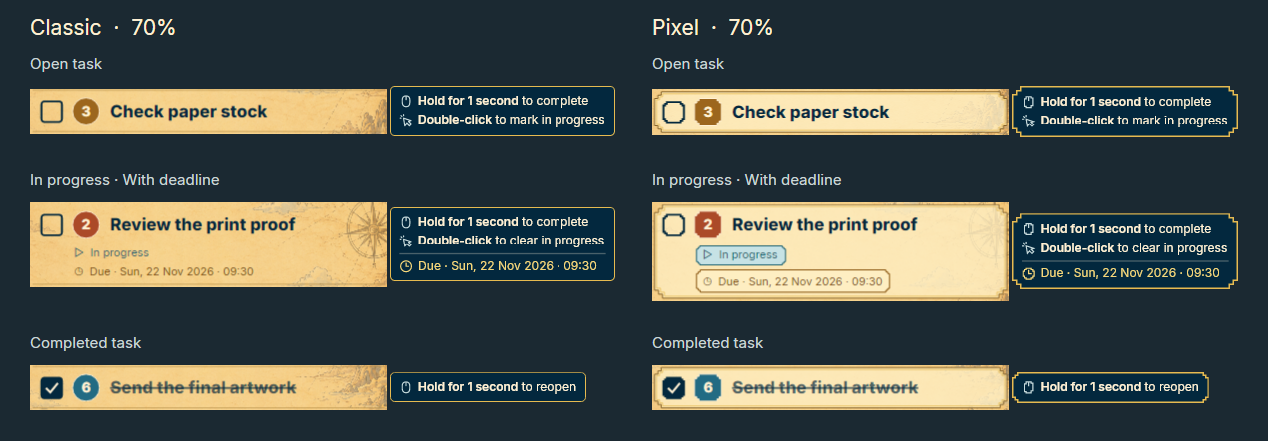 Classic · 70%
Open task
3 Check paper stock
Hold for 1 second to complete
Double-click to mark in progress
In progress · With deadline
2 Review the print proof
In progress
Due · Sun, 22 Nov 2026 · 09:30
Hold for 1 second to complete
Double-click to clear in progress
Due · Sun, 22 Nov 2026 · 09:30
Completed task
6 Send the final artwork
Hold for 1 second to reopen
Pixel · 70%
Open task
3 Check paper stock
Hold for 1 second to complete
Double-click to mark in progress
In progress · With deadline
2 Review the print proof
In progress
Due · Sun, 22 Nov 2026 · 09:30
Hold for 1 second to complete
Double-click to clear in progress
Due · Sun, 22 Nov 2026 · 09:30
Completed task
6 Send the final artwork
Hold for 1 second to reopen